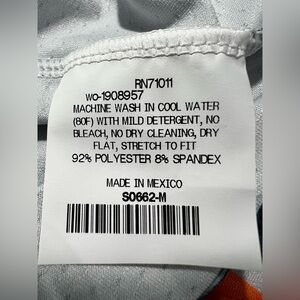 RN71011
wo-1908957
MACHINE WASH IN COOL WATER
(80F) WITH MILD DETERGENT, NO
BLEACH, NO DRY CLEANING, DRY
FLAT, STRETCH TO FIT
92% POLYESTER 8% SPANDEX
MADE IN MEXICO
S0662-M